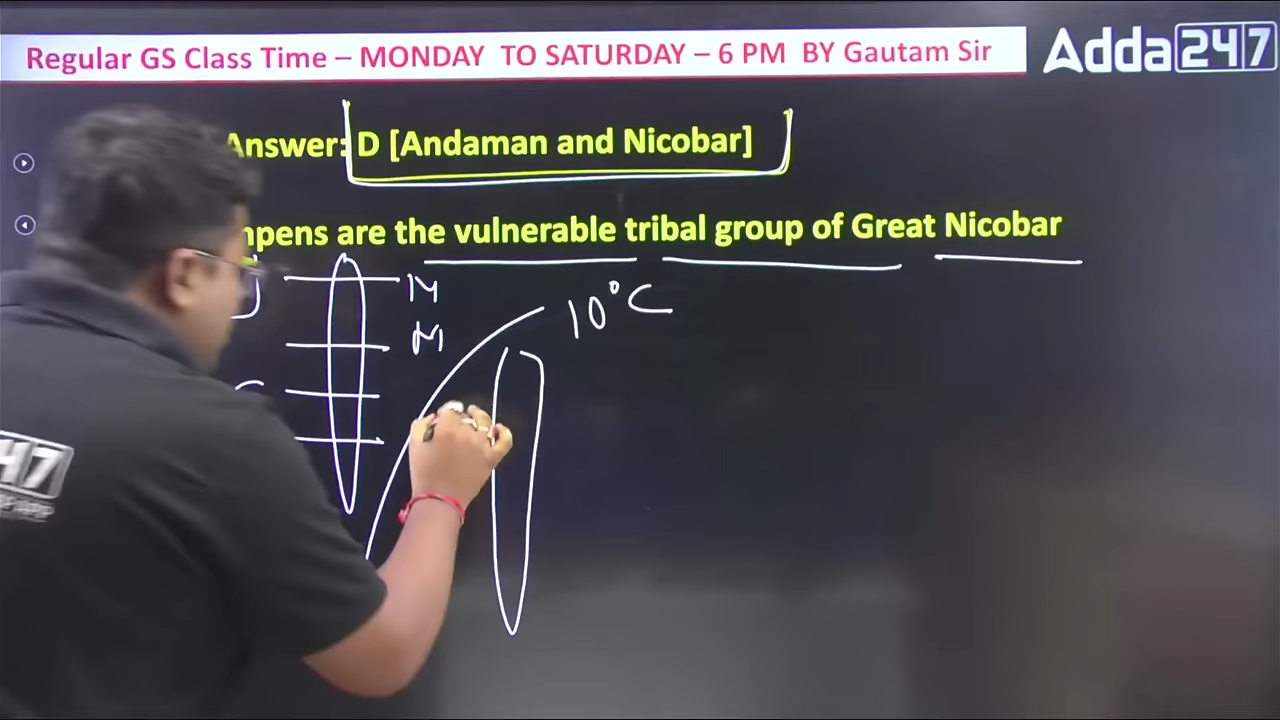 Regular GS Class Time – MONDAY TO SATURDAY – 6 PM BY Gautam Sir
Adda247
Answer: D [Andaman and Nicobar]
are the vulnerable tribal group of Great Nicobar
N
M
10°C
47